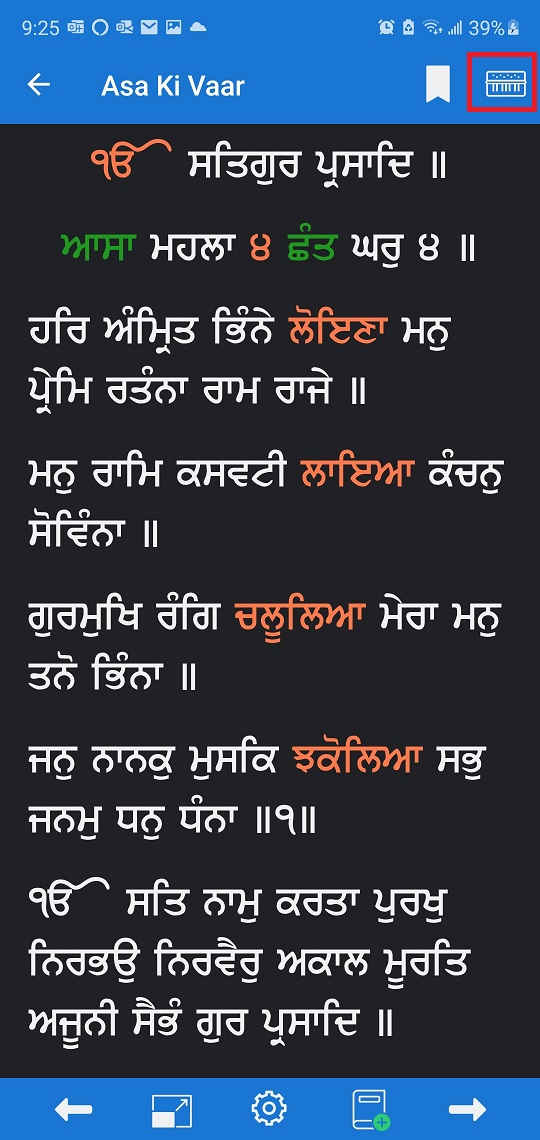 9:25 39%
Asa Ki Vaar
ੴ ਸਤਿਗੁਰ ਪ੍ਰਸਾਦਿ ॥
ਆਸਾ ਮਹਲਾ ੪ ਛੰਤ ਘਰੁ ੪ ॥
ਹਰਿ ਅੰਮ੍ਰਿਤ ਭਿੰਨੇ ਲੋਇਣਾ ਮਨੁ
ਪ੍ਰੇਮਿ ਰਤੰਨਾ ਰਾਮ ਰਾਜੇ ॥
ਮਨੁ ਰਾਮਿ ਕਸਵਟੀ ਲਾਇਆ ਕੰਚਨੁ
ਸੋਵਿੰਨਾ ॥
ਗੁਰਮੁਖਿ ਰੰਗਿ ਚਲੂਲਿਆ ਮੇਰਾ ਮਨੁ
ਤਨੋ ਭਿੰਨਾ ॥
ਜਨੁ ਨਾਨਕੁ ਮੁਸਕਿ ਝਕੋਲਿਆ ਸਭੁ
ਜਨਮੁ ਧਨੁ ਧੰਨਾ ॥੧॥
ੴ ਸਤਿ ਨਾਮੁ ਕਰਤਾ ਪੁਰਖੁ
ਨਿਰਭਉ ਨਿਰਵੈਰੁ ਅਕਾਲ ਮੂਰਤਿ
ਅਜੂਨੀ ਸੈਭੰ ਗੁਰ ਪ੍ਰਸਾਦਿ ॥